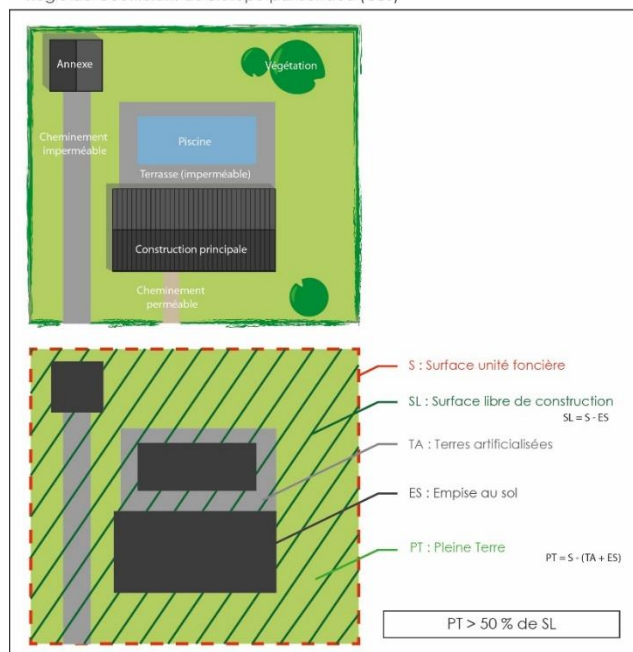 Annexe
Végétation
Cheminement
imperméable
Piscine
Terrasse (imperméable)
Construction principale
Cheminement
perméable
S : Surface unité foncière
SL : Surface libre de construction
SL = S - ES
TA : Terres artificialisées
ES : Empise au sol
PT : Pleine Terre
PT = S - (TA + ES)
PT > 50 % de SL